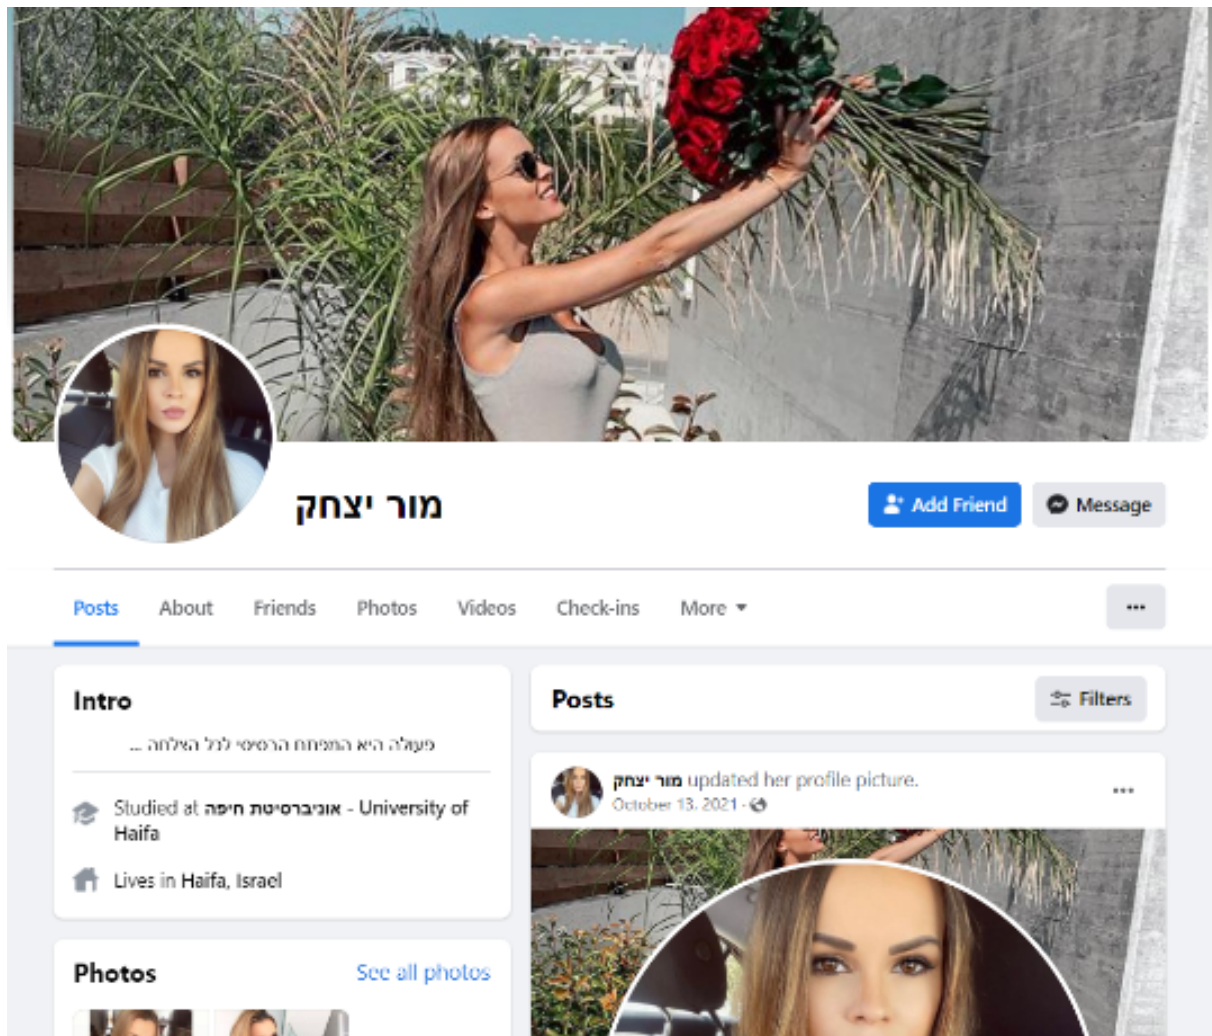 מור יצחק
Add Friend
Message
Posts
About
Friends
Photos
Videos
Check-ins
More
Intro
פעולה היא המפתח הבסיסי לכל הצלחה ...
Studied at אוניברסיטת חיפה - University of
Haifa
Lives in Haifa, Israel
Photos
See all photos
Posts
Filters
מור יצחק updated her profile picture.
October 13, 2021 ·